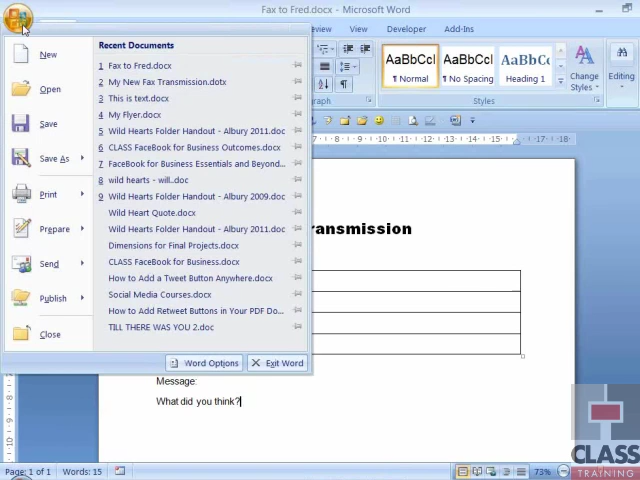 Fax to Fred.docx - Microsoft Word
eview View Developer Add-Ins
New
Open
Save
Save As
Print
Prepare
Send
Publish
Close
Recent Documents
1 Fax to Fred.docx
2 My New Fax Transmission.dotx
3 This is text.docx
4 My Flyer.docx
5 Wild Hearts Folder Handout - Albury 2011.docx
6 CLASS FaceBook for Business Outcomes.docx
7 FaceBook for Business Essentials and Beyond...
8 wild hearts - will..doc
9 Wild Hearts Folder Handout - Albury 2009.docx
Wild Heart Quote.docx
Wild Hearts Folder Handout - Albury 2011.docx
Dimensions for Final Projects.docx
CLASS FaceBook for Business.docx
How to Add a Tweet Button Anywhere.docx
Social Media Courses.docx
How to Add Retweet Buttons in Your PDF Do...
TILL THERE WAS YOU 2.doc
Word Options Exit Word
AaBbCcI AaBbCcI AaBbCc
¶ Normal ¶ No Spacing Heading 1
Change
Styles
Editing
graph Styles
ransmission
Message:
What did you think?
CLASS
TRAINING
Page: 1 of 1 Words: 15
73%